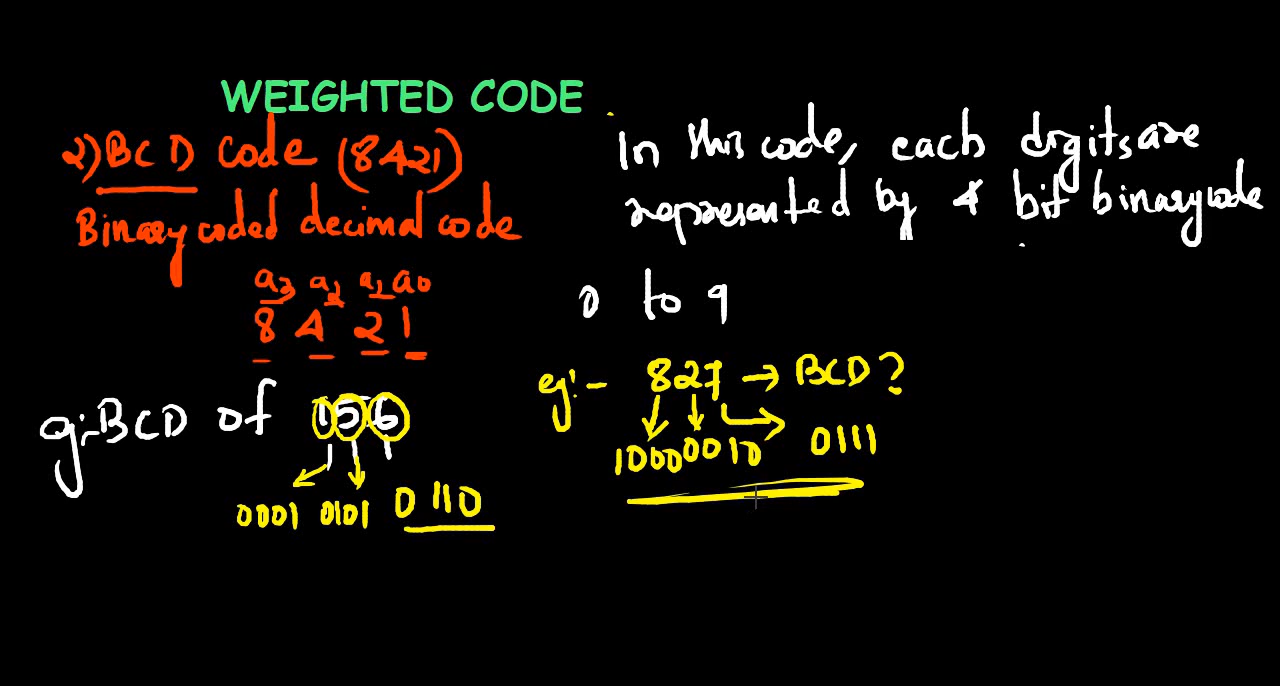 WEIGHTED CODE
2) BCD code (8421)
Binary coded decimal code
a3 a2 a1 a0
8 4 2 1
g:-BCD of 156
0001 0101 0110
In this code, each digits are
represented by 4 bit binary code
0 to 9
eg:- 827 → BCD?
1000 0010 0111